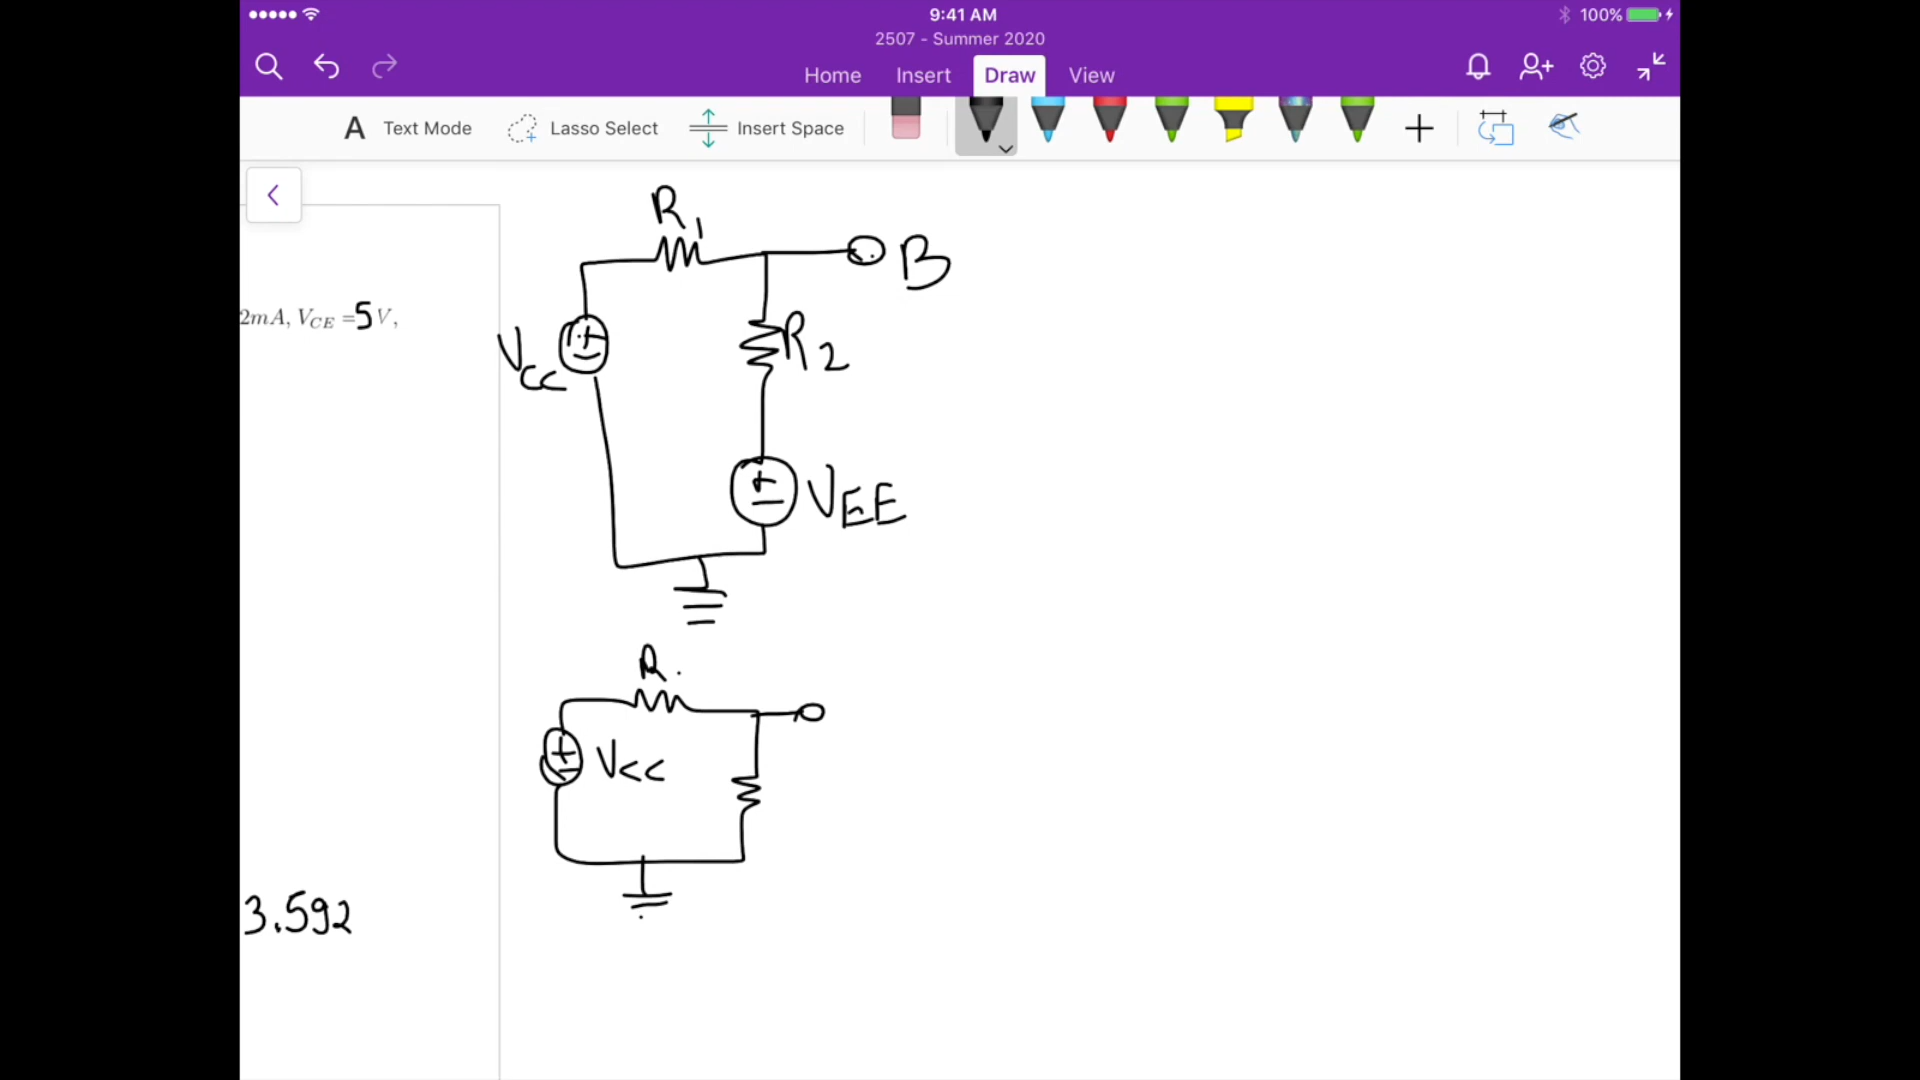 9:41 AM
100%
2507 - Summer 2020
Home Insert Draw View
A Text Mode Lasso Select Insert Space
R1
B
2mA, VCE =5V,
R2
VCC
VEE
R.
VCC
3.592